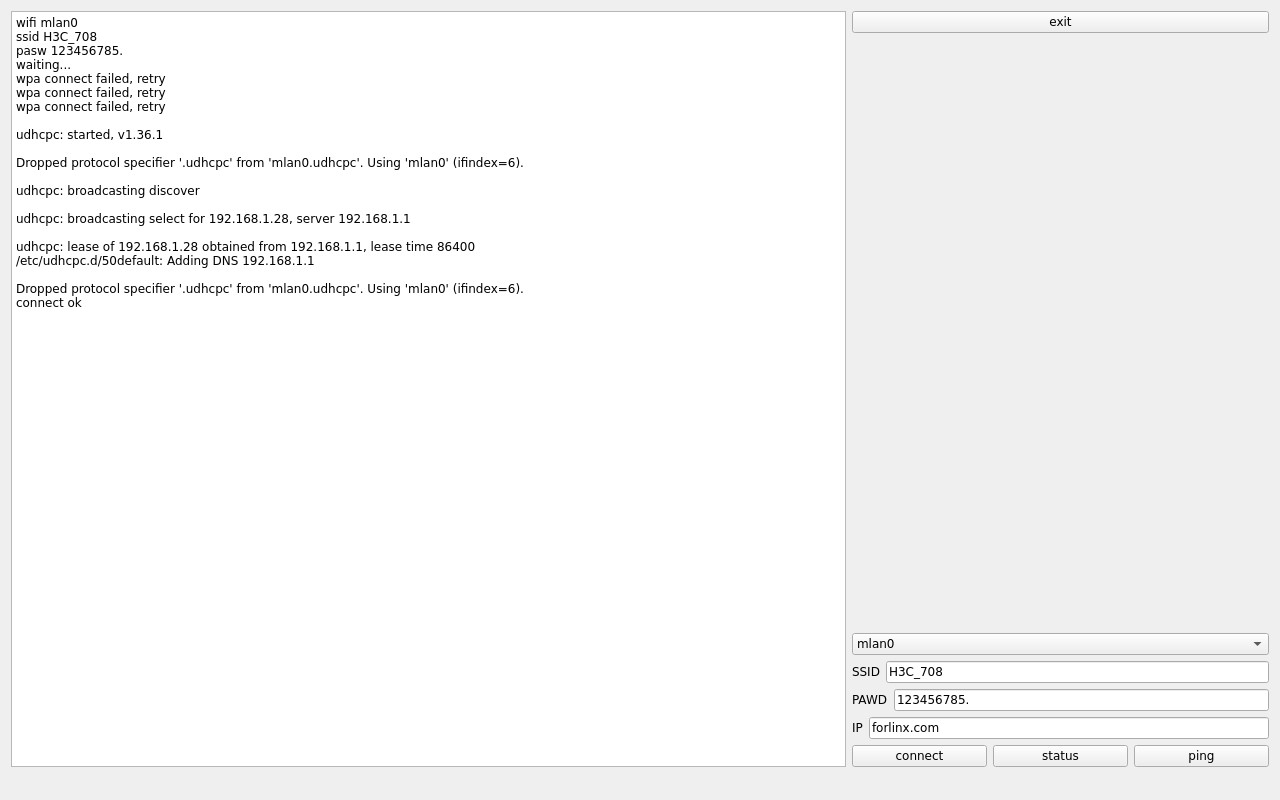 wifi mlan0
ssid H3C_708
pasw 123456785.
waiting...
wpa connect failed, retry
wpa connect failed, retry
wpa connect failed, retry
udhcpc: started, v1.36.1
Dropped protocol specifier '.udhcpc' from 'mlan0.udhcpc'. Using 'mlan0' (ifindex=6).
udhcpc: broadcasting discover
udhcpc: broadcasting select for 192.168.1.28, server 192.168.1.1
udhcpc: lease of 192.168.1.28 obtained from 192.168.1.1, lease time 86400
/etc/udhcpc.d/50default: Adding DNS 192.168.1.1
Dropped protocol specifier '.udhcpc' from 'mlan0.udhcpc'. Using 'mlan0' (ifindex=6).
connect ok
exit
mlan0
SSID H3C_708
PAWD 123456785.
IP forlinx.com
connect status ping